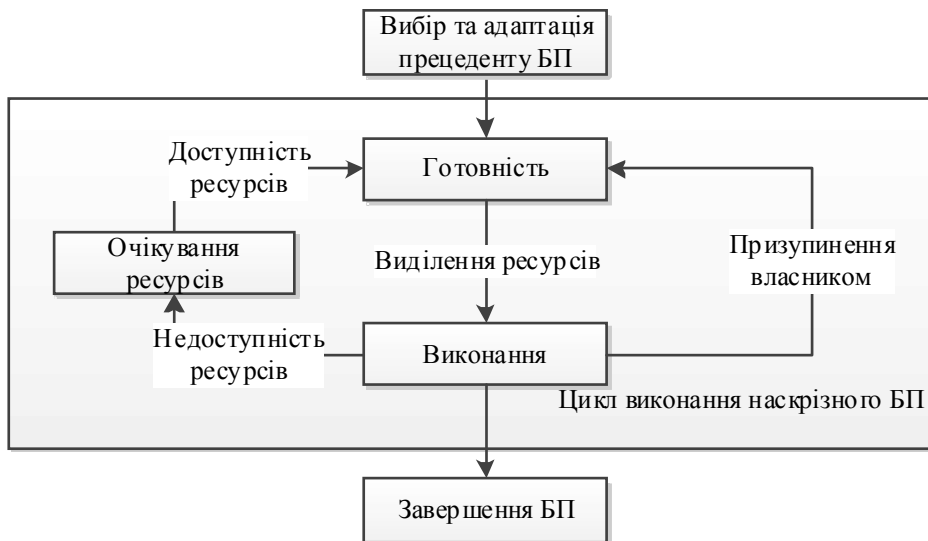 Вибір та адаптація
прецеденту БП
Доступність
ресурсів
Готовність
Очікування
ресурсів
Виділення ресурсів
Призупинення
власником
Недоступність
ресурсів
Виконання
Цикл виконання наскрізного БП
Завершення БП